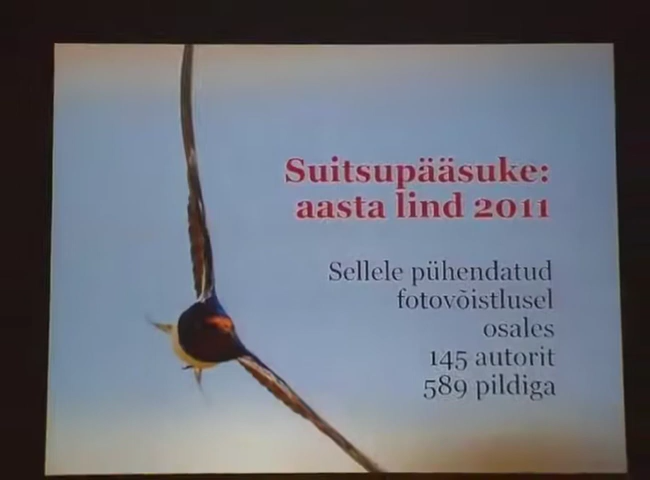 Suitsupääsuke:
aasta lind 2011
Sellele pühendatud
fotovõistlusel
osales
145 autorit
589 pildiga